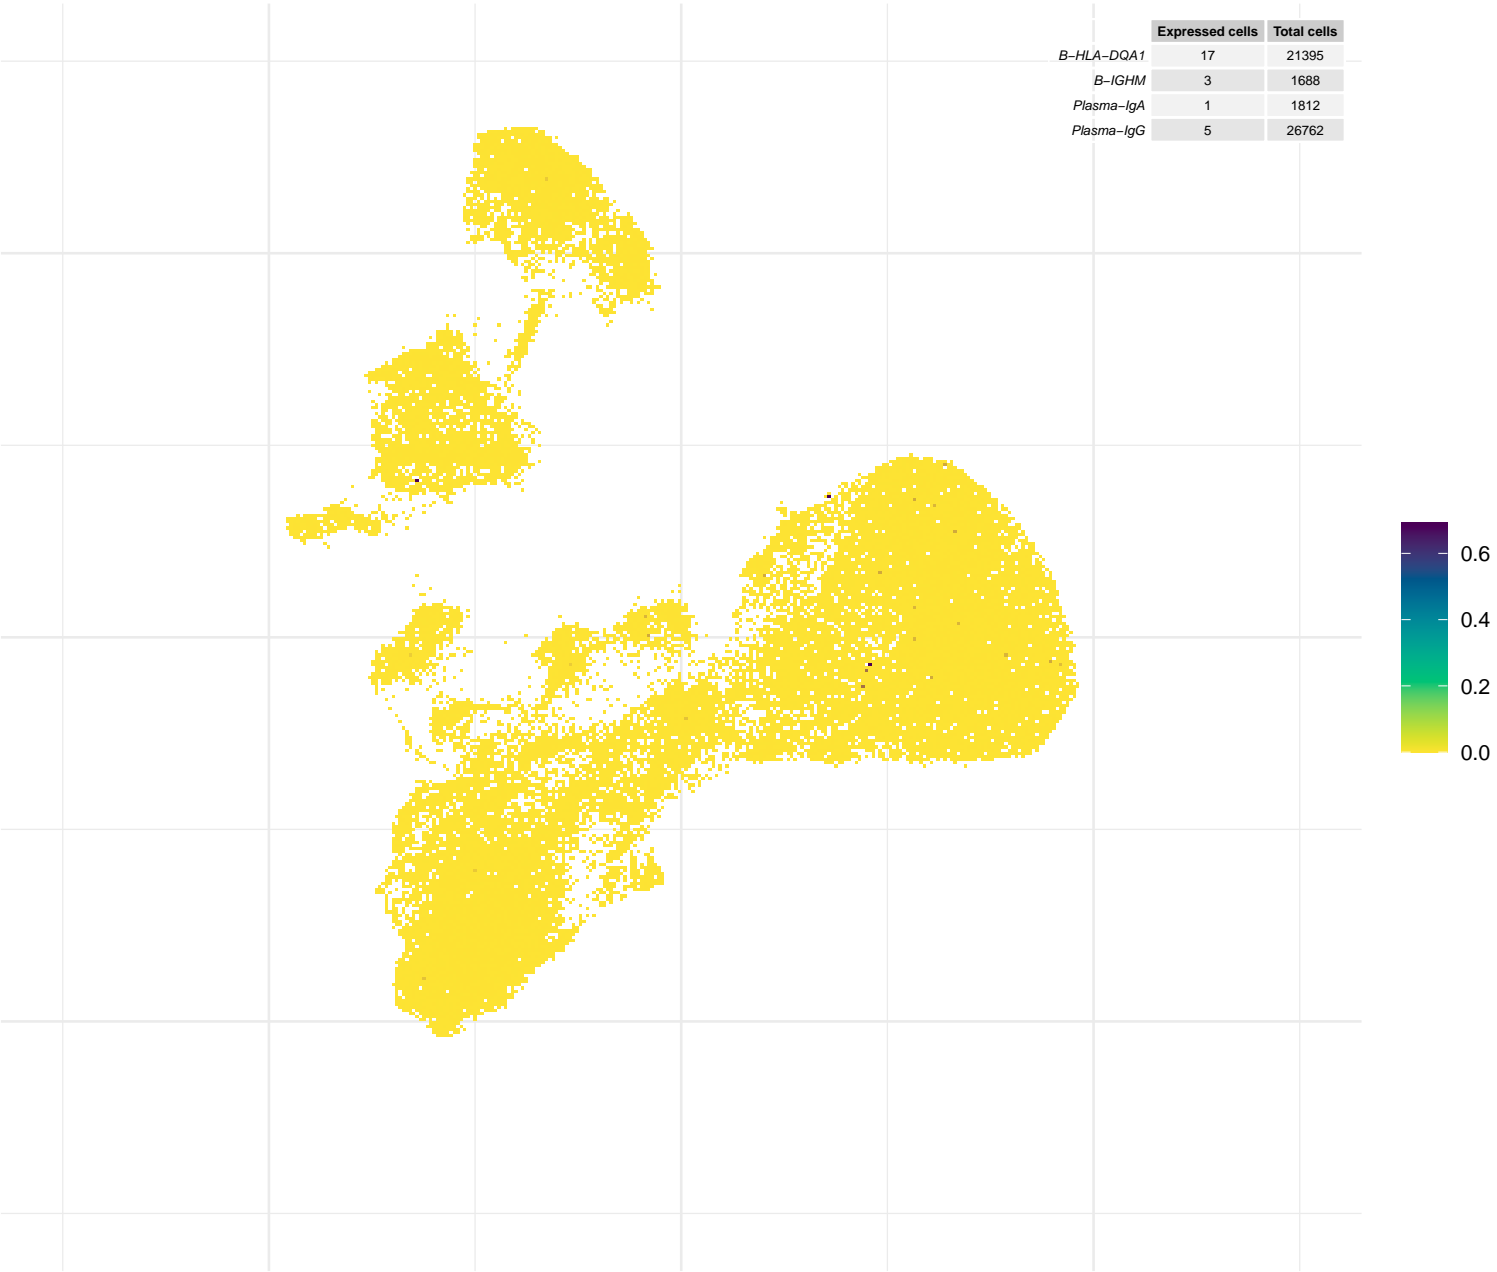 Expressed cells Total cells
B−HLA−DQA1 17 21395
B−IGHM 3 1688
Plasma−IgA 1 1812
Plasma−IgG 5 26762
0.6
0.4
0.2
0.0